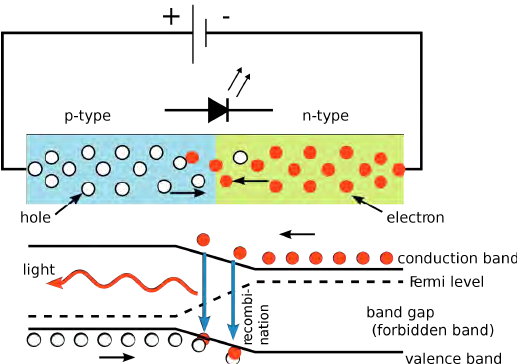 + -
p-type
n-type
hole
electron
conduction band
light
Fermi level
recombi-
nation
band gap
(forbidden band)
valence band